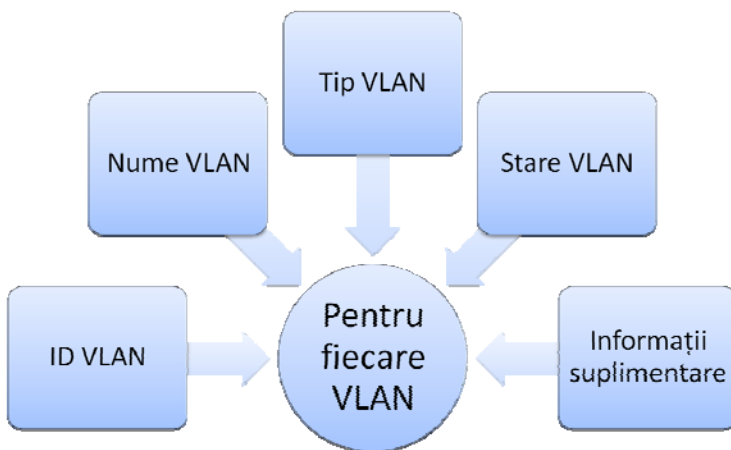 Tip VLAN
Nume VLAN
Stare VLAN
ID VLAN
Pentru
fiecare
VLAN
Informații
suplimentare